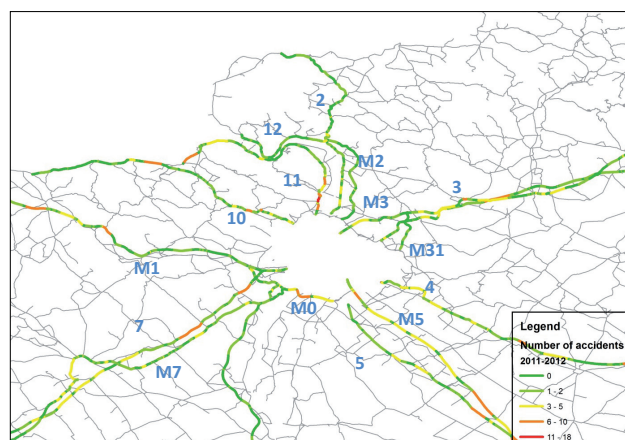 2
12
M2
11
M3
3
10
M31
M1
4
M0
7
M5
5
M7
Legend
Number of accidents
2011-2012
0
1 - 2
3 - 5
6 - 10
11 - 18